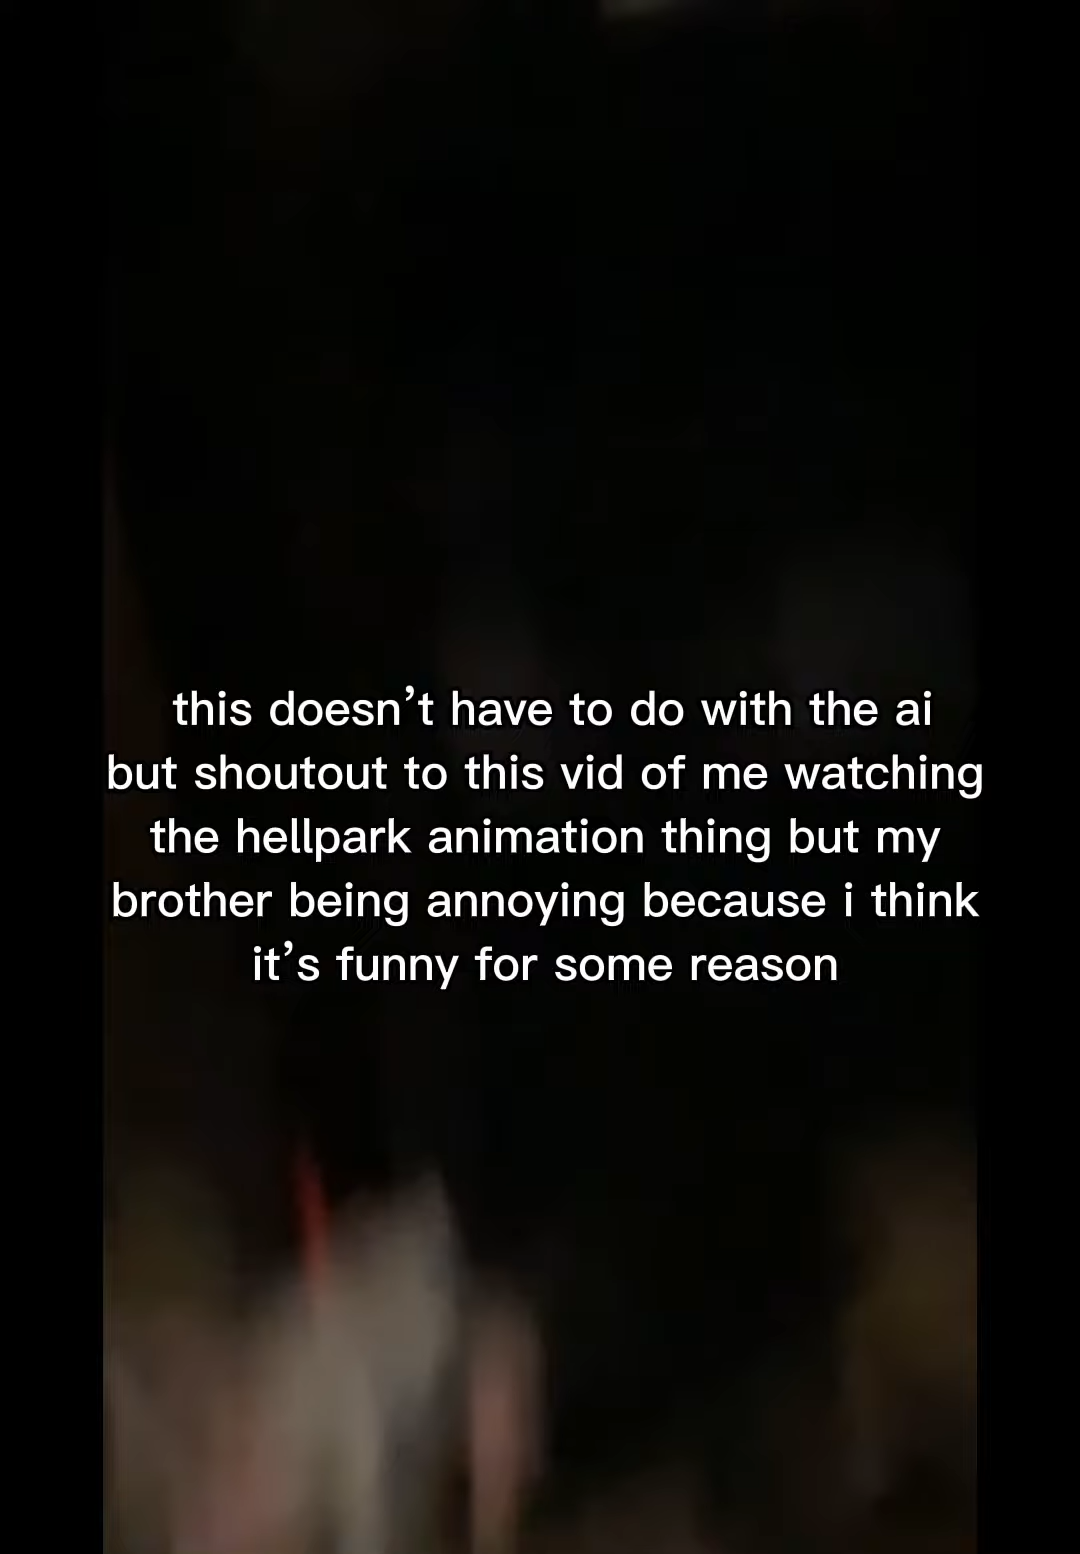 this doesn’t have to do with the ai
but shoutout to this vid of me watching
the hellpark animation thing but my
brother being annoying because i think
it’s funny for some reason